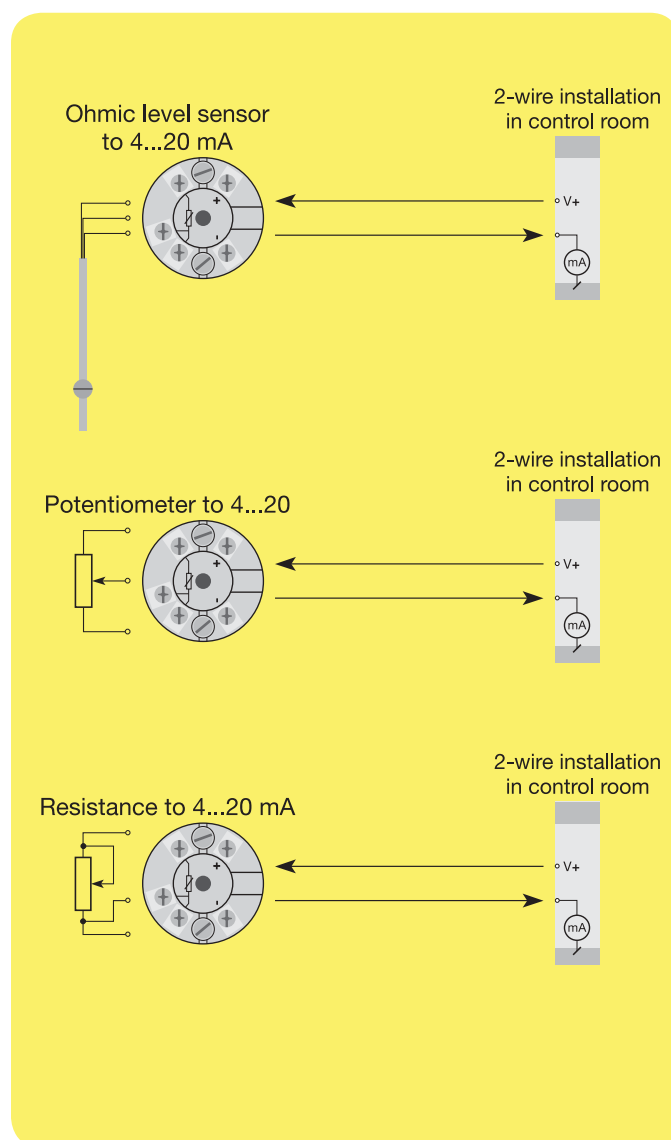 Ohmic level sensor
to 4...20 mA
2-wire installation
in control room
+
-
V+
mA
Potentiometer to 4...20
2-wire installation
in control room
+
-
V+
mA
Resistance to 4...20 mA
2-wire installation
in control room
+
-
V+
mA